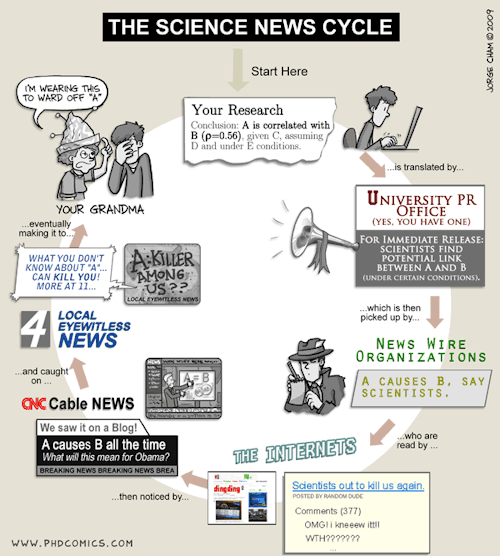 THE SCIENCE NEWS CYCLE
JORGE CHAM © 2009
Start Here
Your Research
Conclusion: A is correlated with
B (ρ=0.56), given C, assuming
D and under E conditions.
...is translated by...
UNIVERSITY PR
OFFICE
(YES, YOU HAVE ONE)
FOR IMMEDIATE RELEASE:
SCIENTISTS FIND
POTENTIAL LINK
BETWEEN A AND B
(UNDER CERTAIN CONDITIONS).
...which is then
picked up by...
NEWS WIRE
ORGANIZATIONS
A CAUSES B, SAY
SCIENTISTS.
...who are
read by ...
THE INTERNETS
dingding
Scientists out to kill us again.
POSTED BY RANDOM DUDE
Comments (377)
OMG! i kneeew itt!!
WTH???????
...
...then noticed by...
CNC Cable NEWS
We saw it on a Blog!
A causes B all the time
What will this mean for Obama?
BREAKING NEWS BREAKING NEWS BREA
A=B
...and caught
on ...
4 LOCAL
EYEWITLESS
NEWS
WHAT YOU DON'T
KNOW ABOUT "A"...
CAN KILL YOU!
MORE AT 11...
A: KILLER
AMONG
US??
LOCAL EYEWITLESS NEWS
...eventually
making it to...
YOUR GRANDMA
I'M WEARING THIS
TO WARD OFF "A"
WWW.PHDCOMICS.COM